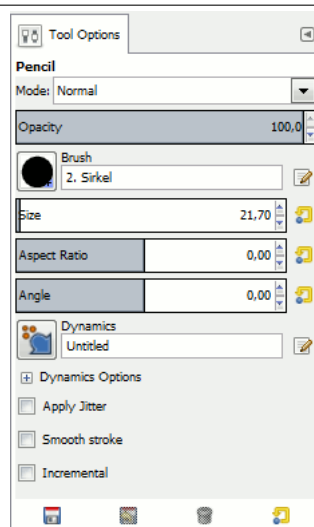 Tool Options
Pencil
Mode: Normal
Opacity 100,0
Brush
2. Sirkel
Size 21,70
Aspect Ratio 0,00
Angle 0,00
Dynamics
Untitled
Dynamics Options
Apply Jitter
Smooth stroke
Incremental